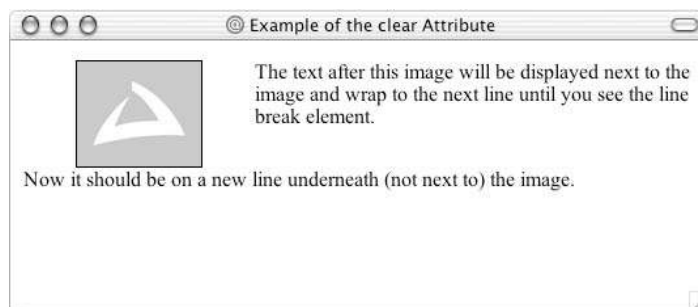 Example of the clear Attribute
The text after this image will be displayed next to the
image and wrap to the next line until you see the line
break element.
Now it should be on a new line underneath (not next to) the image.